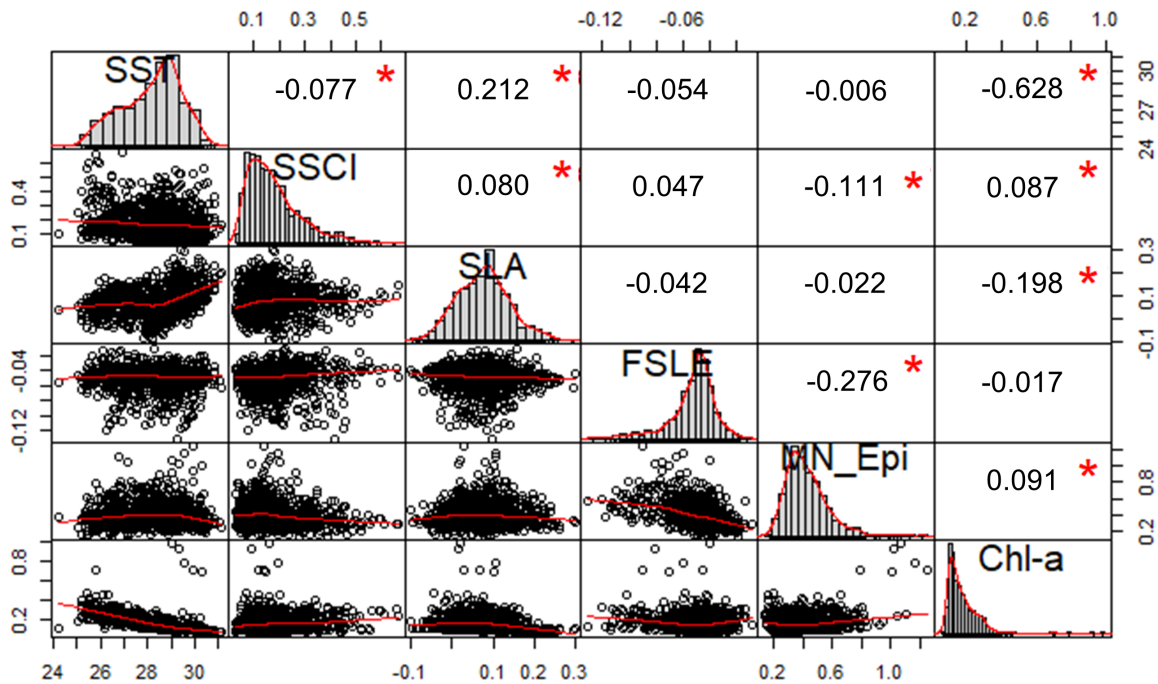 0.1 0.3 0.5 -0.12 -0.06 0.2 0.6 1.0
SST -0.077 * 0.212 * -0.054 -0.006 -0.628 * 24 27 30
0.1 0.4 SSCI 0.080 * 0.047 -0.111 * 0.087 *
SLA -0.042 -0.022 -0.198 * -0.1 0.1 0.3
-0.12 -0.04 FSLE -0.276 * -0.017
MN_Epi 0.091 * 0.2 0.8
0.2 0.8 Chl-a
24 26 28 30 -0.1 0.1 0.2 0.3 0.2 0.6 1.0